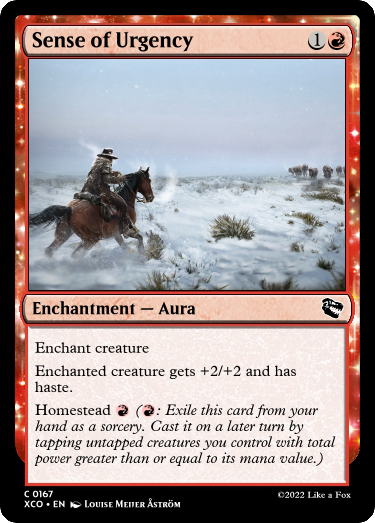 Sense of Urgency 1
Enchantment — Aura
Enchant creature
Enchanted creature gets +2/+2 and has
haste.
Homestead (: Exile this card from your
hand as a sorcery. Cast it on a later turn by
tapping untapped creatures you control with total
power greater than or equal to its mana value.)
C 0167
XCO • EN Louise Meijer Åström
©2022 Like a Fox